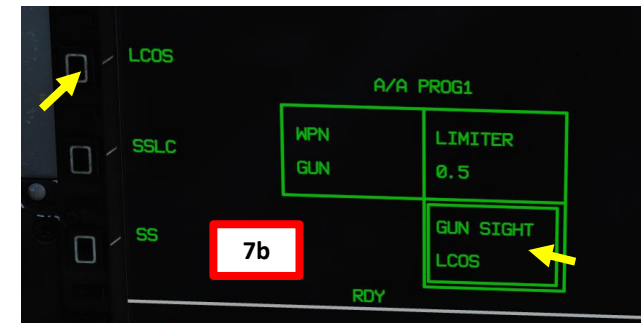 LCOS
A/A PROG1
SSLC
WPN
GUN
LIMITER
0.5
SS
7b
GUN SIGHT
LCOS
RDY